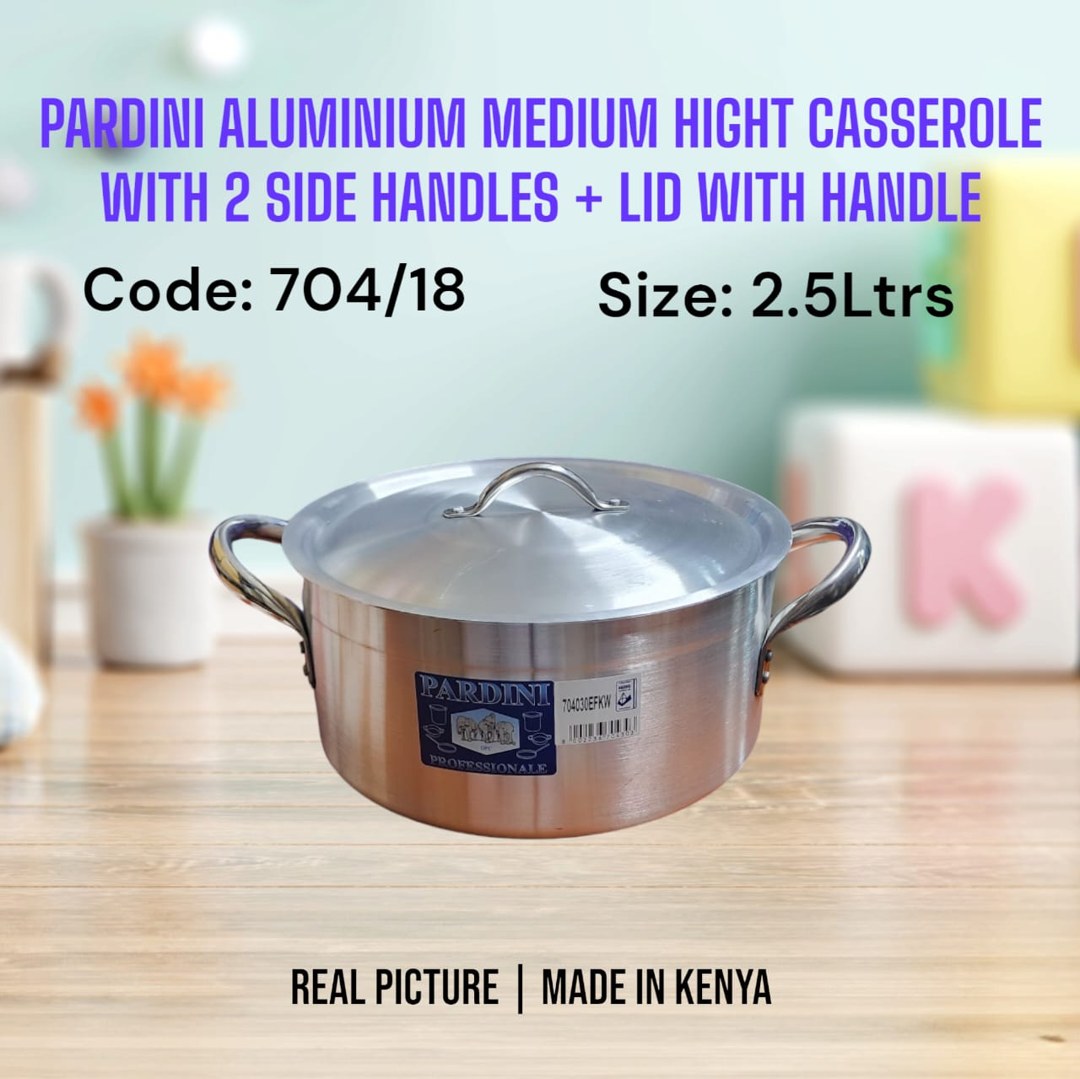 PARDINI ALUMINIUM MEDIUM HIGHT CASSEROLE
WITH 2 SIDE HANDLES + LID WITH HANDLE
Code: 704/18
Size: 2.5Ltrs
PARDINI
704030EFKW
PROFESSIONALE
K
REAL PICTURE | MADE IN KENYA